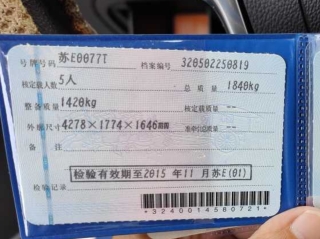 号牌号码 苏E0077T 档案编号 320502250819
核定载人数 5人 总质量 1840kg
整备质量 1420kg 核定载质量 --
外廓尺寸 4278×1774×1646 准牵引总质量 --
备注
检验有效期至2015 年11 月苏E(01)
检验记录
*3240014580721*